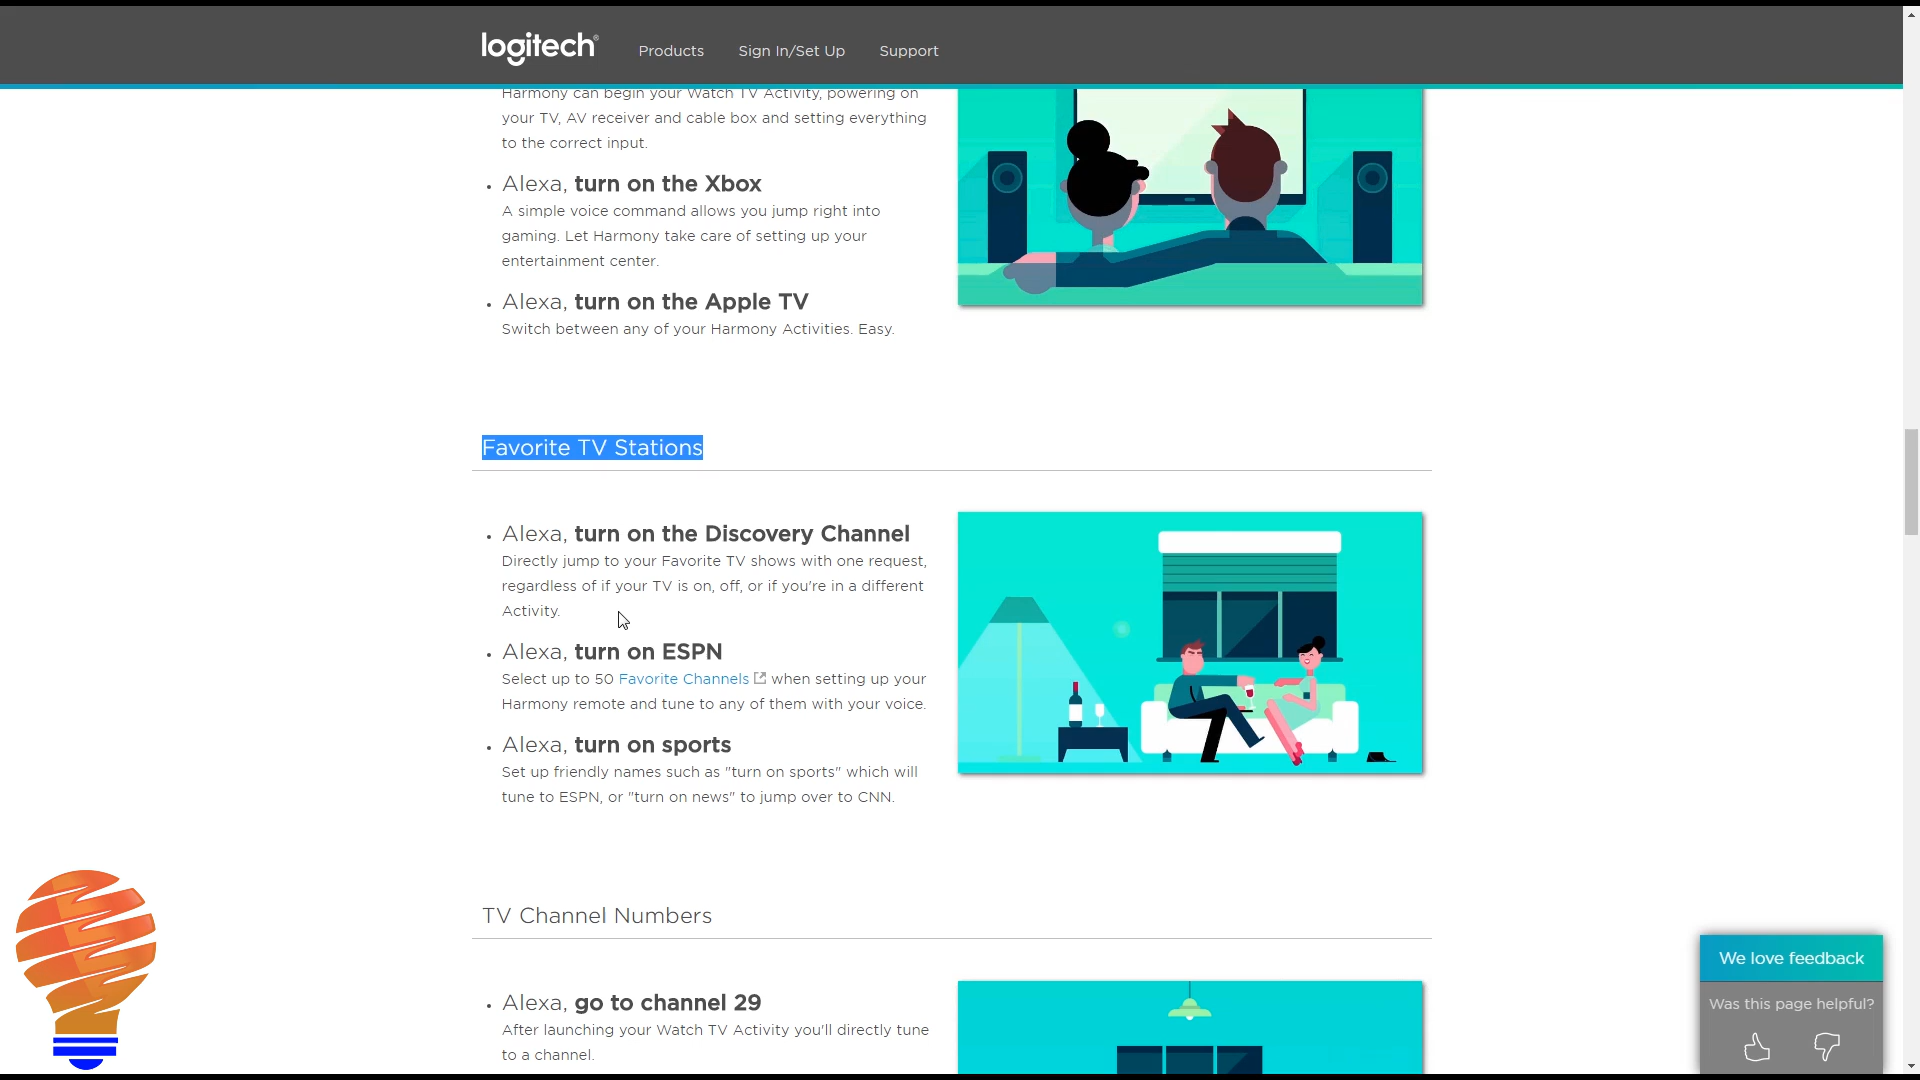 logitech
Products
Sign In/Set Up
Support
Harmony can begin your Watch TV Activity, powering on
your TV, AV receiver and cable box and setting everything
to the correct input.
• Alexa, turn on the Xbox
A simple voice command allows you jump right into
gaming. Let Harmony take care of setting up your
entertainment center.
• Alexa, turn on the Apple TV
Switch between any of your Harmony Activities. Easy.
Favorite TV Stations
• Alexa, turn on the Discovery Channel
Directly jump to your Favorite TV shows with one request,
regardless of if your TV is on, off, or if you're in a different
Activity.
• Alexa, turn on ESPN
Select up to 50 Favorite Channels when setting up your
Harmony remote and tune to any of them with your voice.
• Alexa, turn on sports
Set up friendly names such as "turn on sports" which will
tune to ESPN, or "turn on news" to jump over to CNN.
TV Channel Numbers
• Alexa, go to channel 29
After launching your Watch TV Activity you'll directly tune
to a channel.
We love feedback
Was this page helpful?